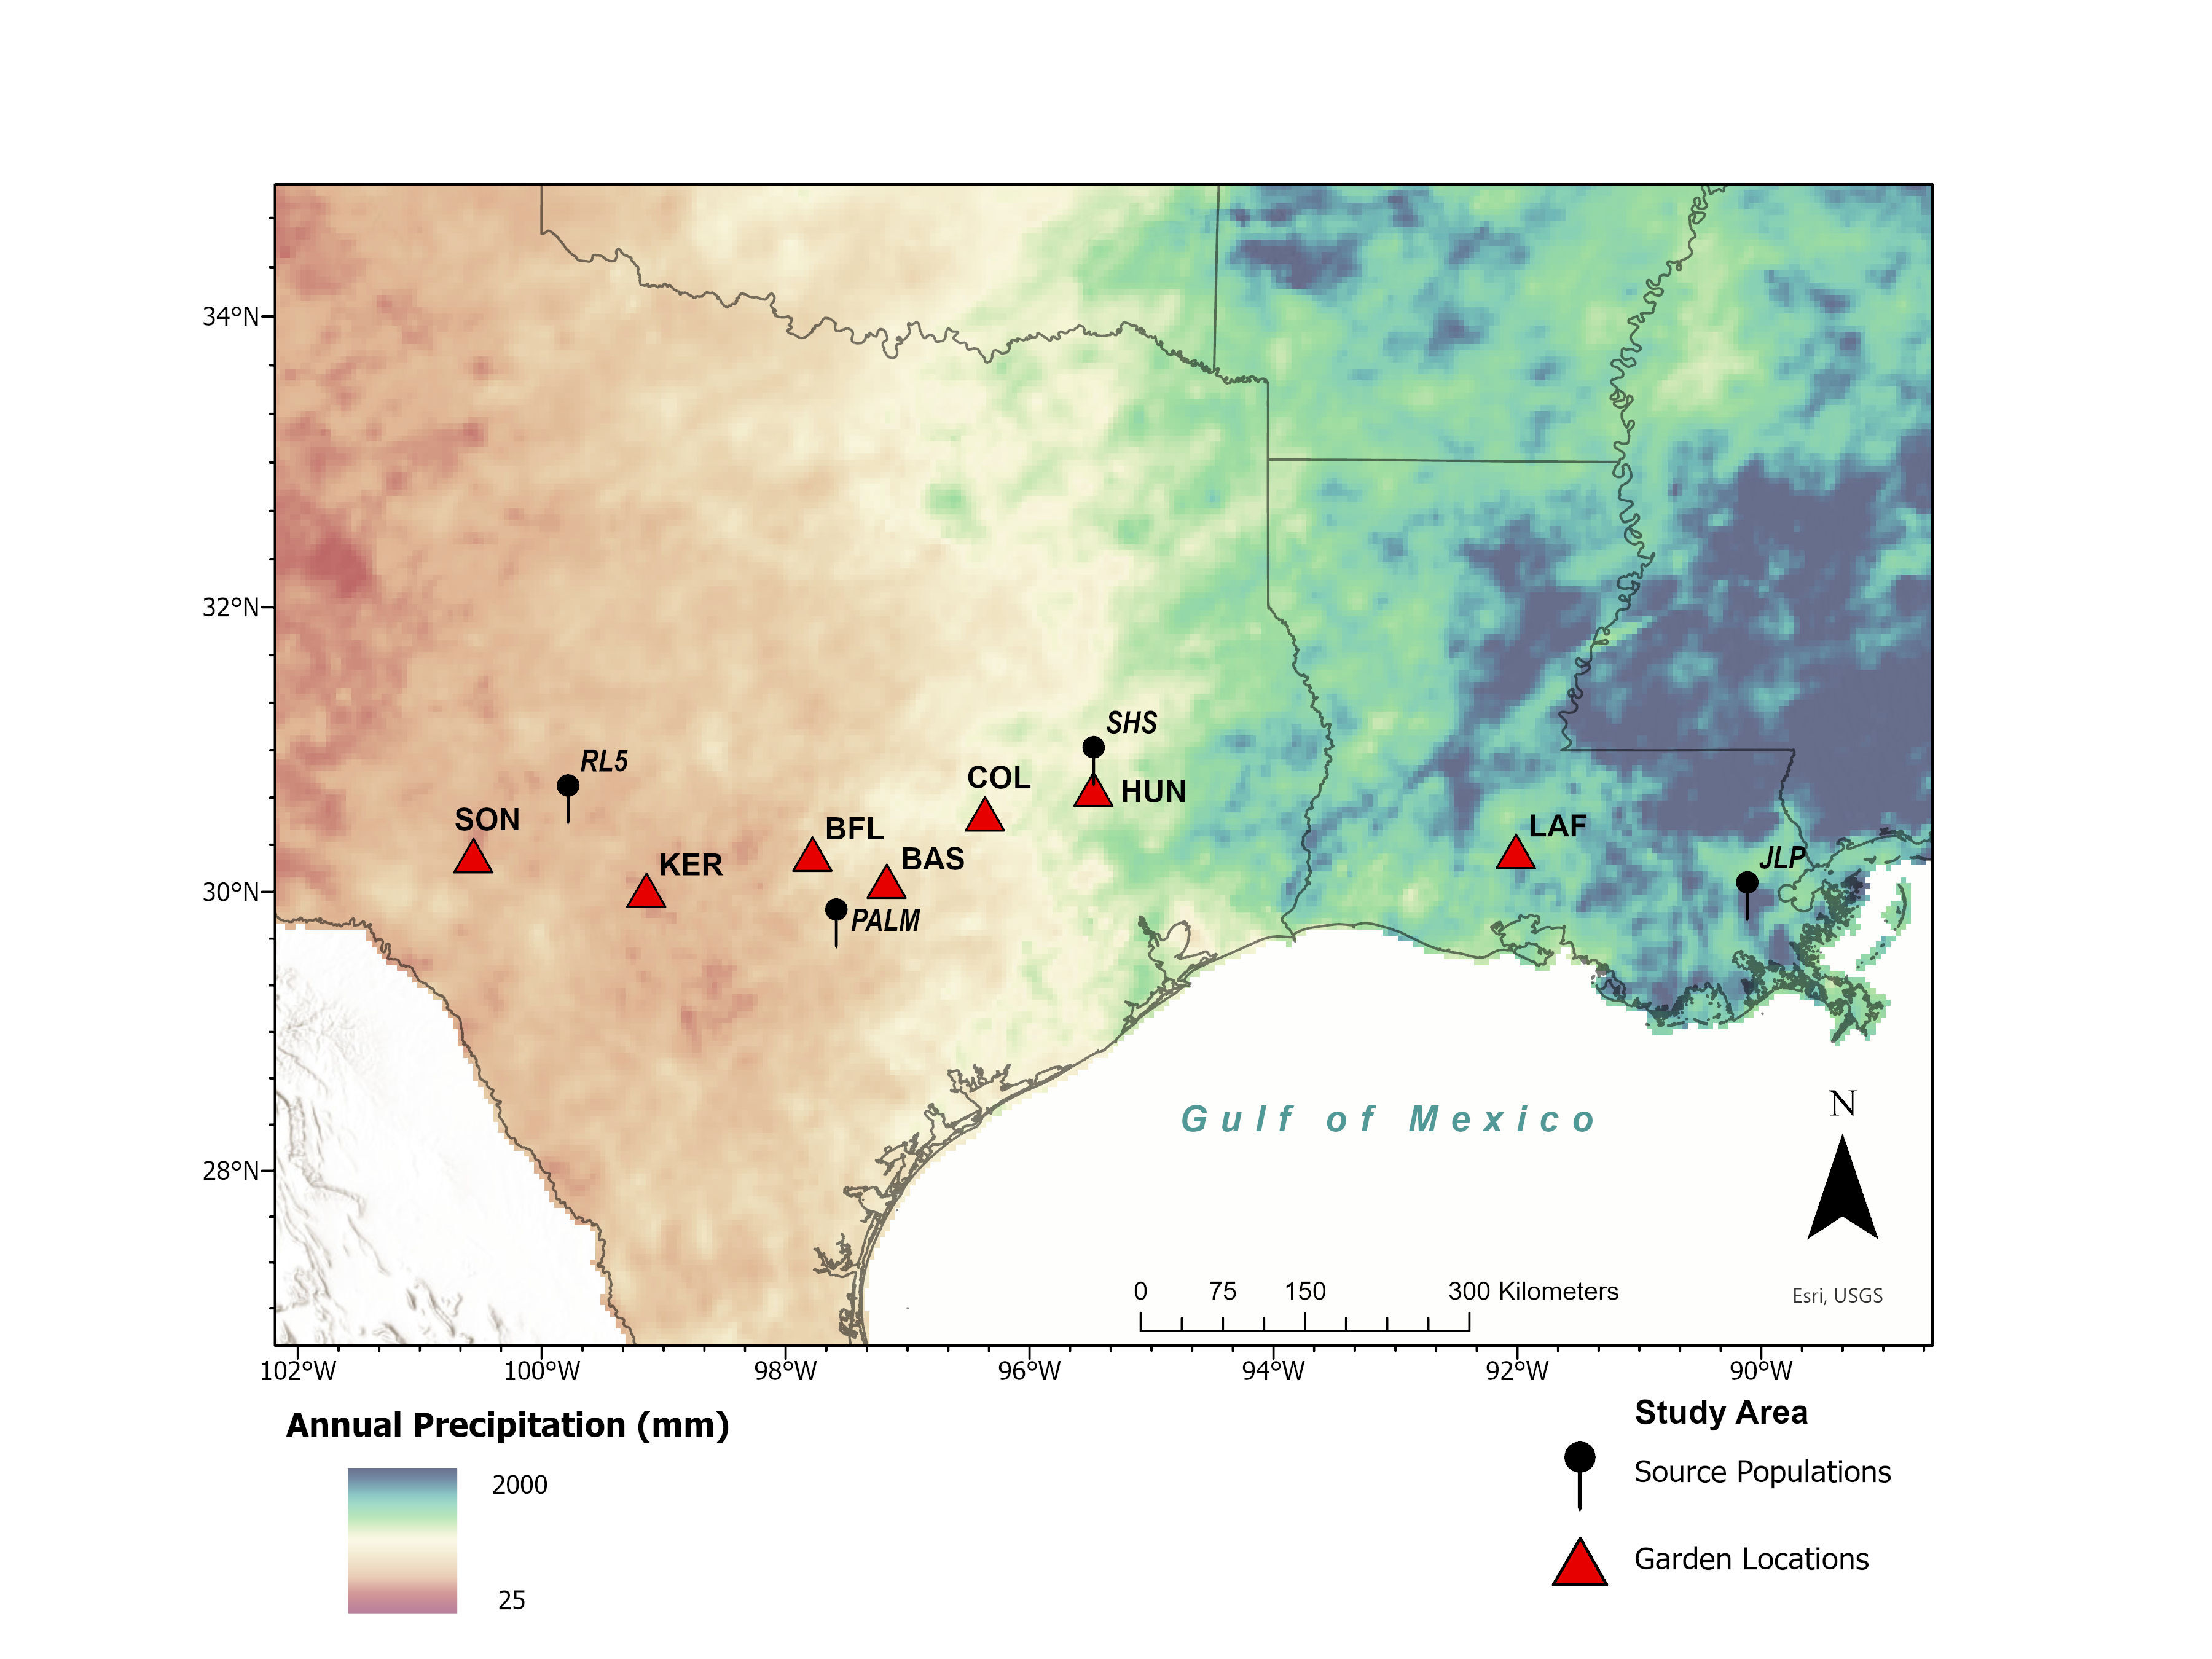 34°N
32°N
30°N
28°N
SHS
RL5
COL
HUN
SON
BFL
LAF
KER
BAS
JLP
PALM
Gulf of Mexico
N
0 75 150 300 Kilometers
Esri, USGS
102°W 100°W 98°W 96°W 94°W 92°W 90°W
Annual Precipitation (mm)
2000
25
Study Area
Source Populations
Garden Locations